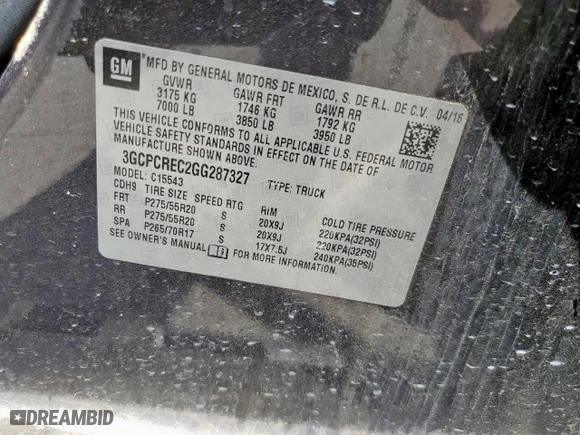 GM
MFD BY GENERAL MOTORS DE MEXICO, S. DE R.L. DE C.V. 04/16
GVWR GAWR FRT GAWR RR
3175 KG 1746 KG 1792 KG
7000 LB 3850 LB 3950 LB
THIS VEHICLE CONFORMS TO ALL APPLICABLE U.S. FEDERAL MOTOR
VEHICLE SAFETY STANDARDS IN EFFECT ON THE DATE OF
MANUFACTURE SHOWN ABOVE.
3GCPCREC2GG287327 TYPE: TRUCK
MODEL: C15543
CDH9 TIRE SIZE SPEED RTG RIM COLD TIRE PRESSURE
FRT P275/55R20 S 20X9J 220KPA(32PSI)
RR P275/55R20 S 20X9J 220KPA(32PSI)
SPA P265/70R17 S 17X7.5J 240KPA(35PSI)
SEE OWNER'S MANUAL FOR MORE INFORMATION.
DREAMBID